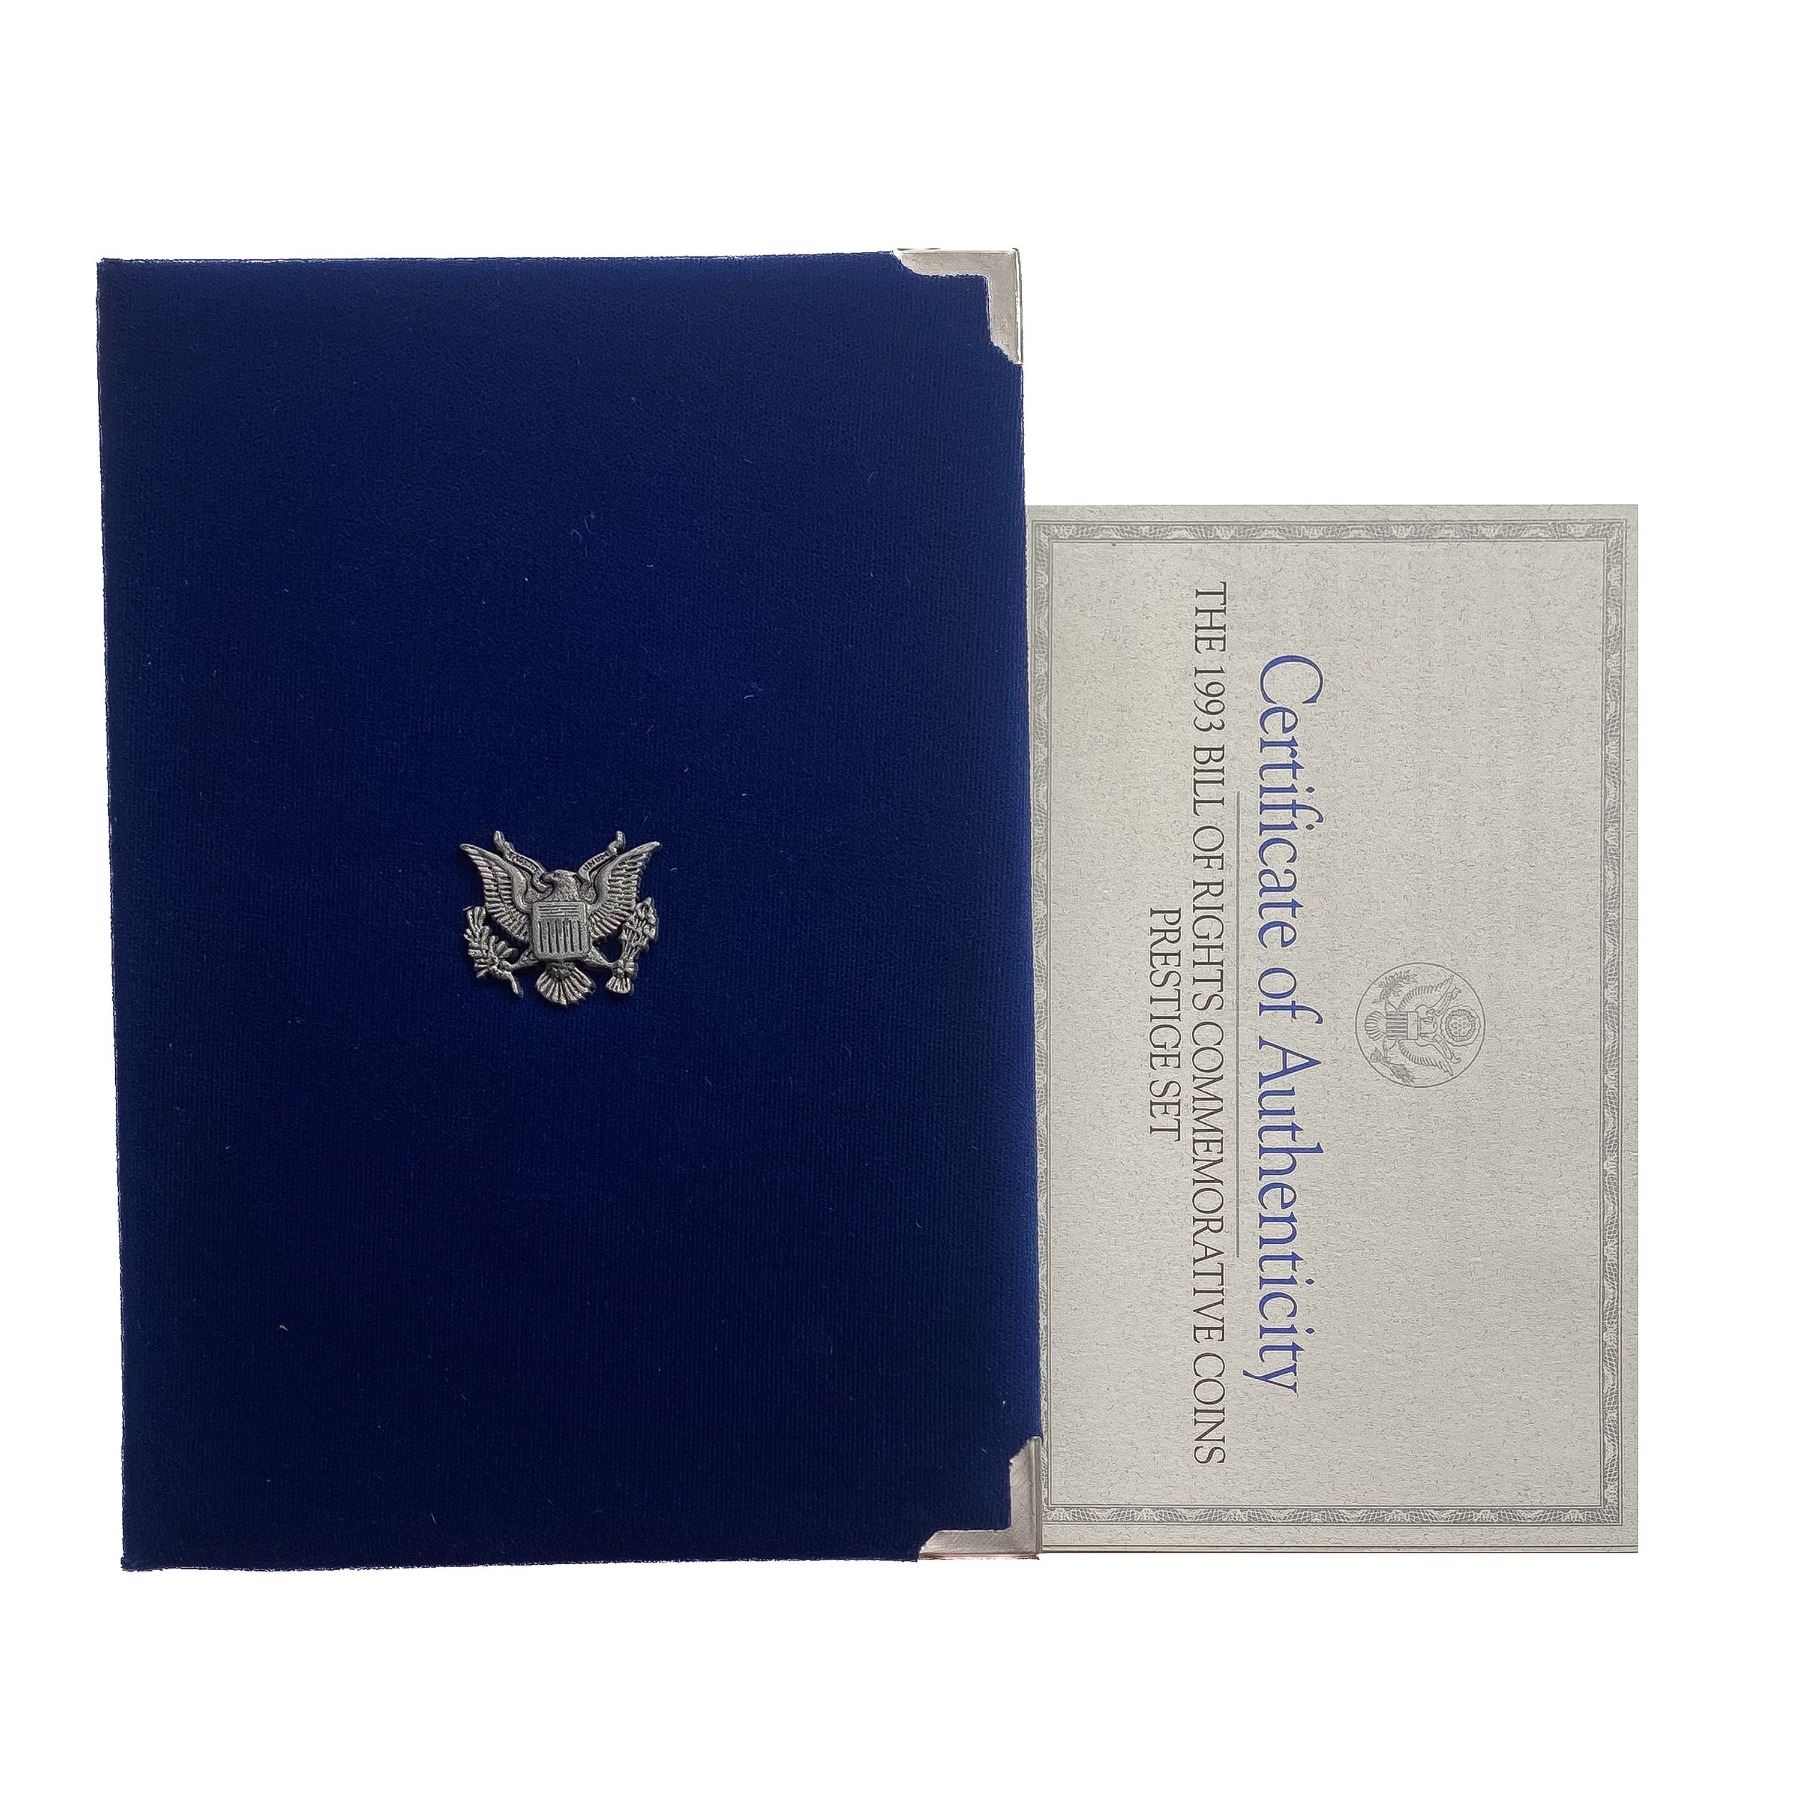 Certificate of Authenticity
THE 1993 BILL OF RIGHTS COMMEMORATIVE COINS
PRESTIGE SET